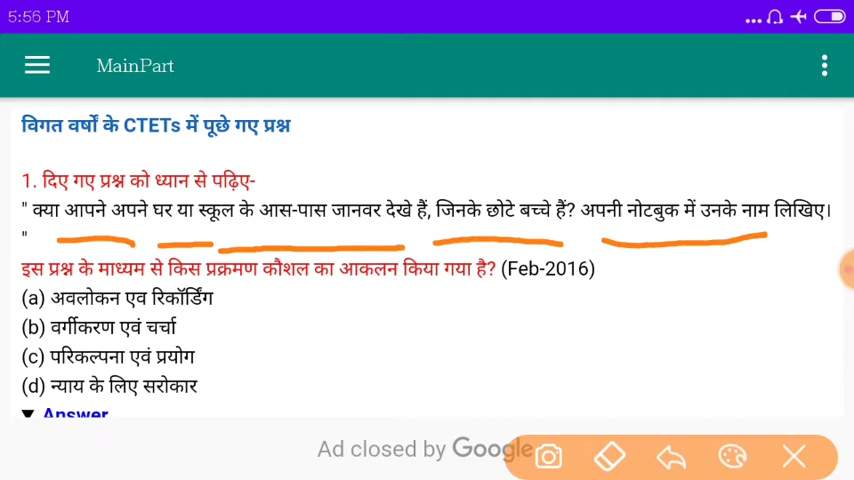 5:56 PM
MainPart
विगत वर्षों के CTETs में पूछे गए प्रश्न
1. दिए गए प्रश्न को ध्यान से पढ़िए-
" क्या आपने अपने घर या स्कूल के आस-पास जानवर देखे हैं, जिनके छोटे बच्चे हैं? अपनी नोटबुक में उनके नाम लिखिए।
"
इस प्रश्न के माध्यम से किस प्रक्रमण कौशल का आकलन किया गया है? (Feb-2016)
(a) अवलोकन एव रिकॉर्डिंग
(b) वर्गीकरण एवं चर्चा
(c) परिकल्पना एवं प्रयोग
(d) न्याय के लिए सरोकार
▼ Answer
Ad closed by Google